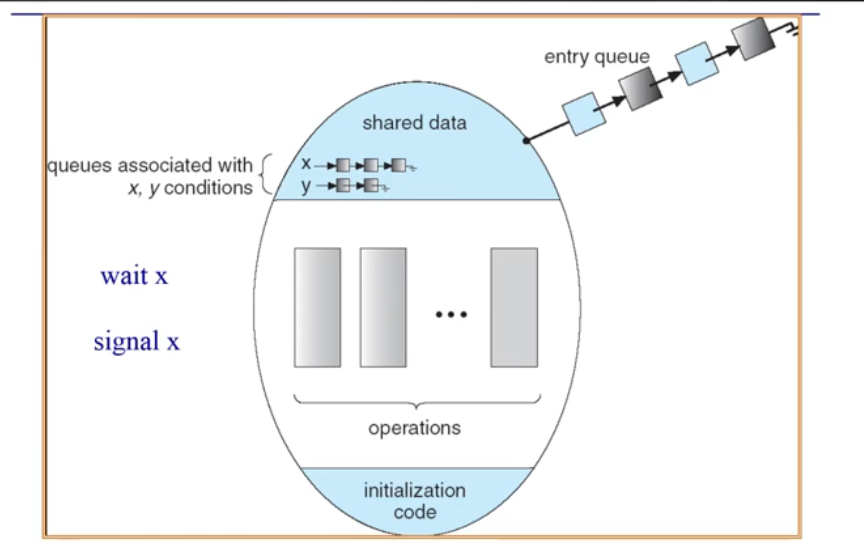 entry queue
shared data
queues associated with
x, y conditions
x
y
wait x
signal x
...
operations
initialization
code